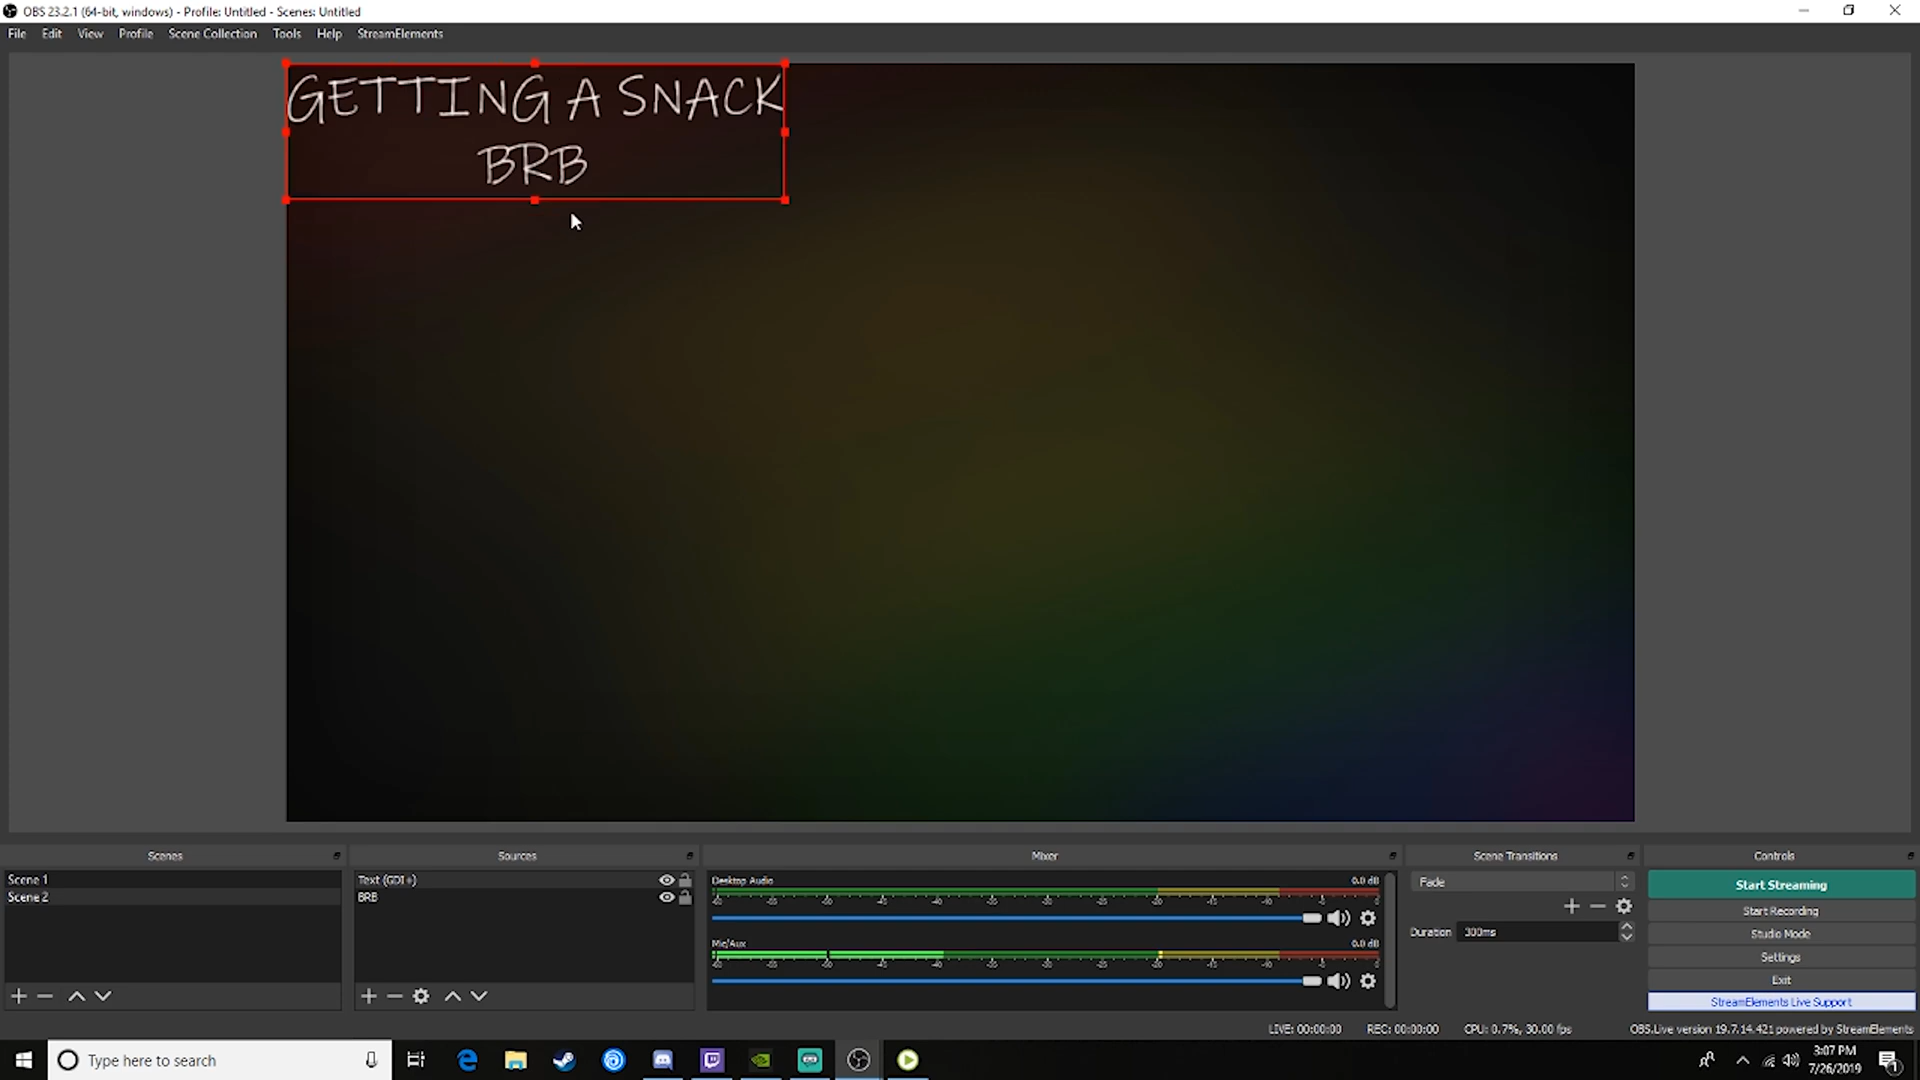 OBS 23.2.1 (64-bit, windows) - Profile: Untitled - Scenes: Untitled
File Edit View Profile Scene Collection Tools Help StreamElements
GETTING A SNACK
BRB
Scenes
Scene 1
Scene 2
Sources
Text (GDI+)
BRB
Mixer
Desktop Audio 0.0 dB
Mic/Aux 0.0 dB
Scene Transitions
Fade
Duration 300ms
Controls
Start Streaming
Start Recording
Studio Mode
Settings
Exit
StreamElements Live Support
LIVE: 00:00:00 REC: 00:00:00 CPU: 0.7%, 30.00 fps OBS.Live version 19.7.14.421 powered by StreamElements
Type here to search
3:07 PM
7/26/2019